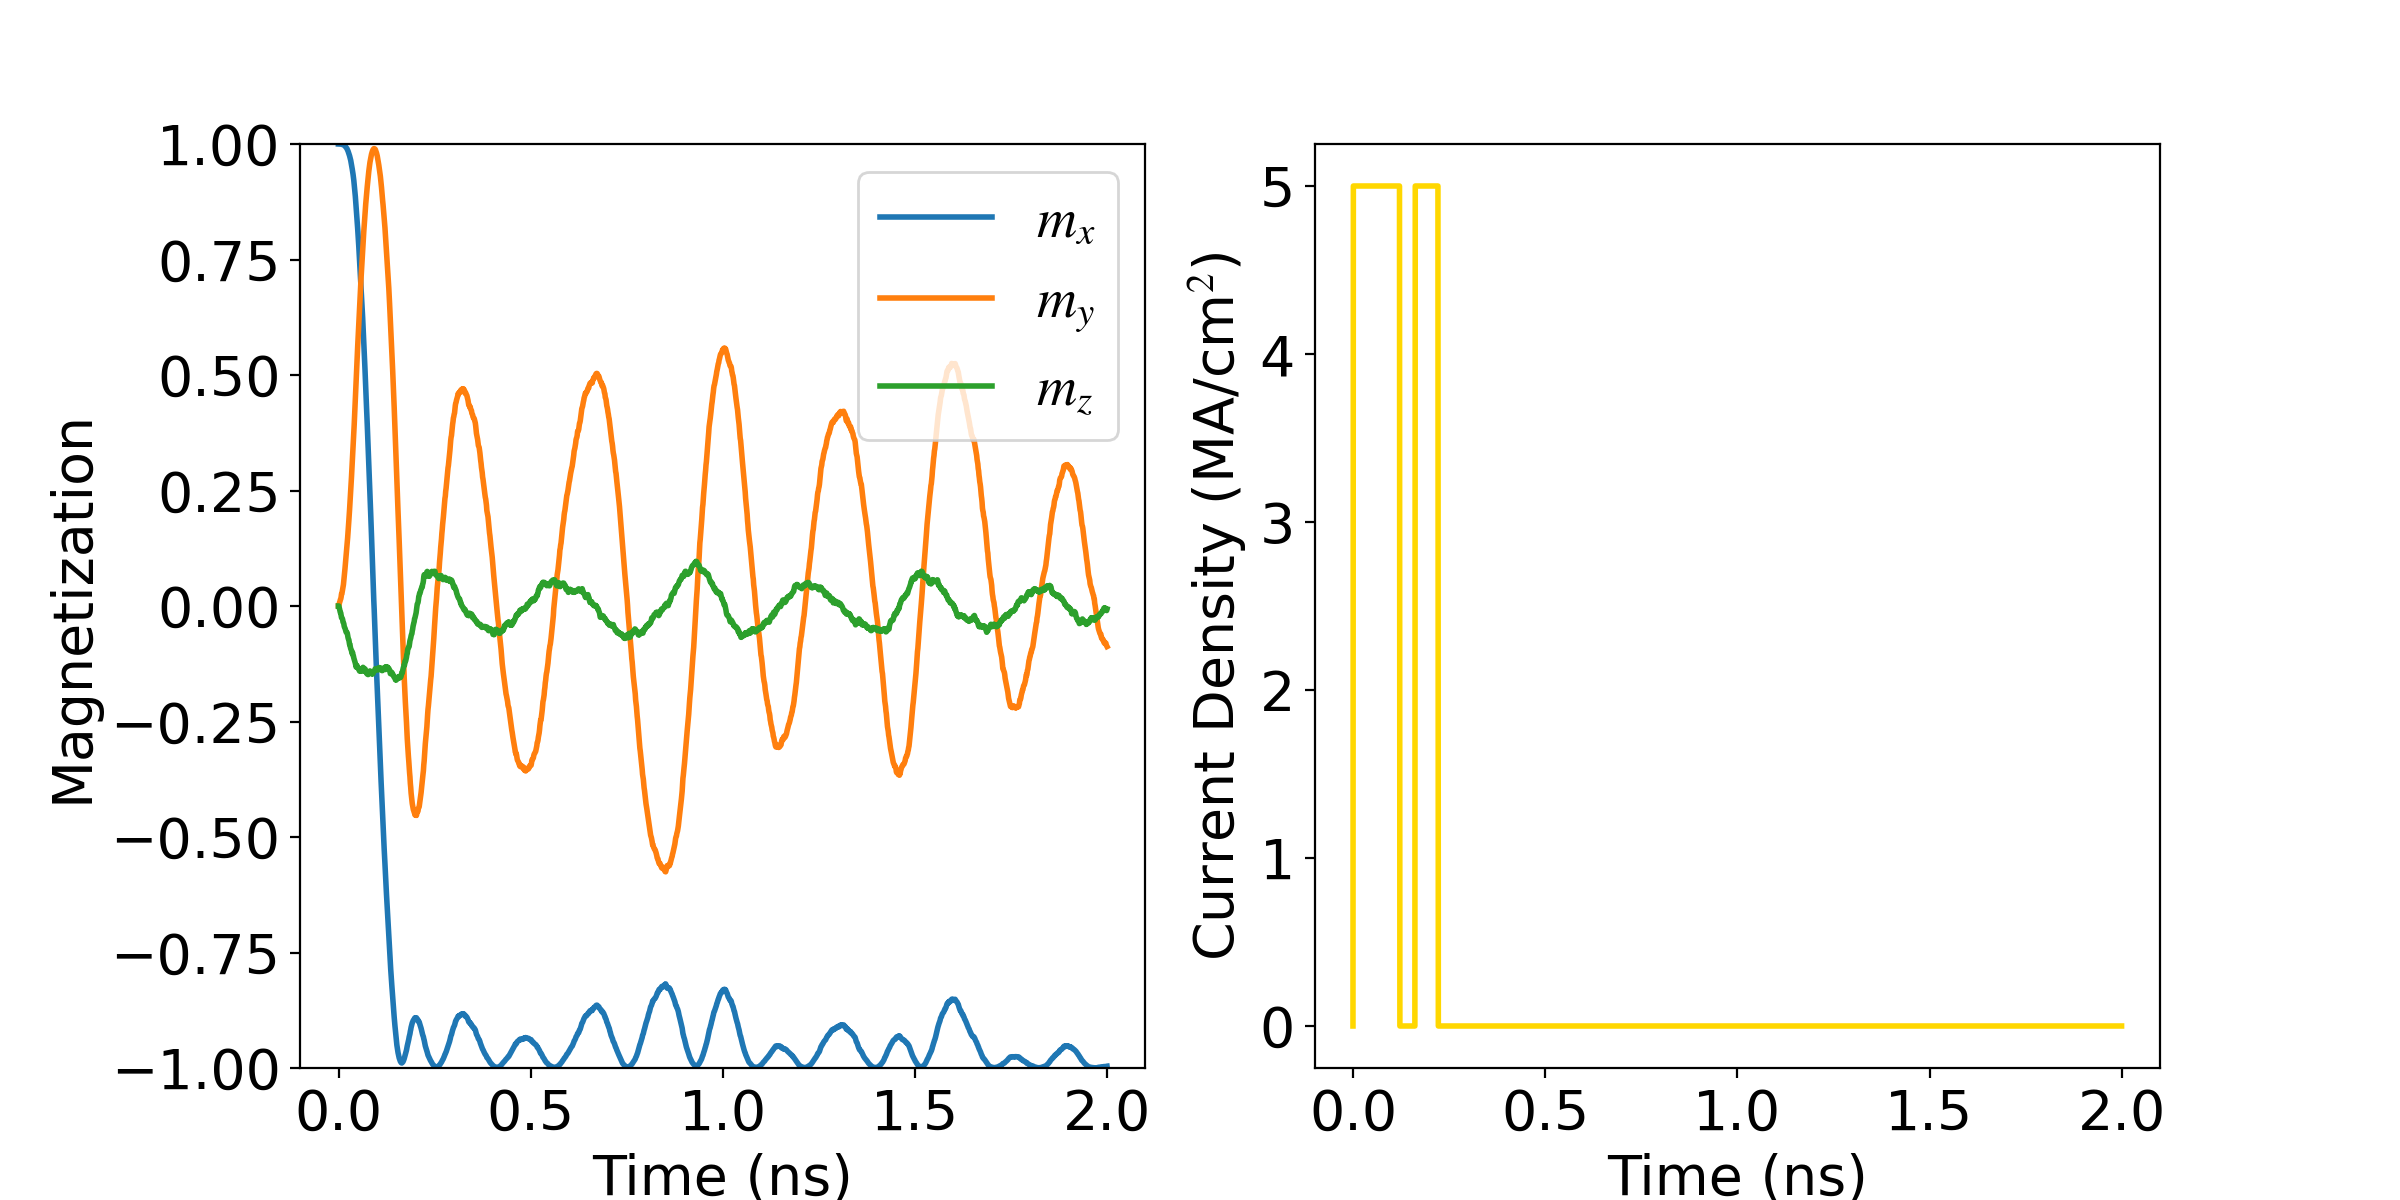 Magnetization
1.00
0.75
0.50
0.25
0.00
−0.25
−0.50
−0.75
−1.00
0.0 0.5 1.0 1.5 2.0
Time (ns)
m_x
m_y
m_z
Current Density (MA/cm²)
5
4
3
2
1
0
0.0 0.5 1.0 1.5 2.0
Time (ns)